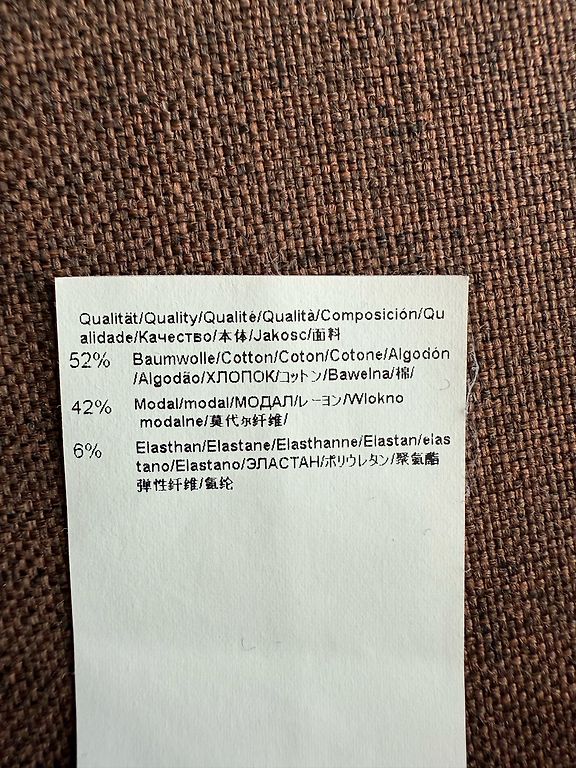 Qualität/Quality/Qualité/Qualità/Composición/Qu
alidade/Качество/本体/Jakosc/面料
52% Baumwolle/Cotton/Coton/Cotone/Algodón
/Algodão/ХЛОПОК/コットン/Bawelna/棉/
42% Modal/modal/МОДАЛ/レーヨン/Wlokno
modalne/莫代尔纤维/
6% Elasthan/Elastane/Elasthanne/Elastan/elas
tano/Elastano/ЭЛАСТАН/ポリウレタン/聚氨酯
弹性纤维/氨纶